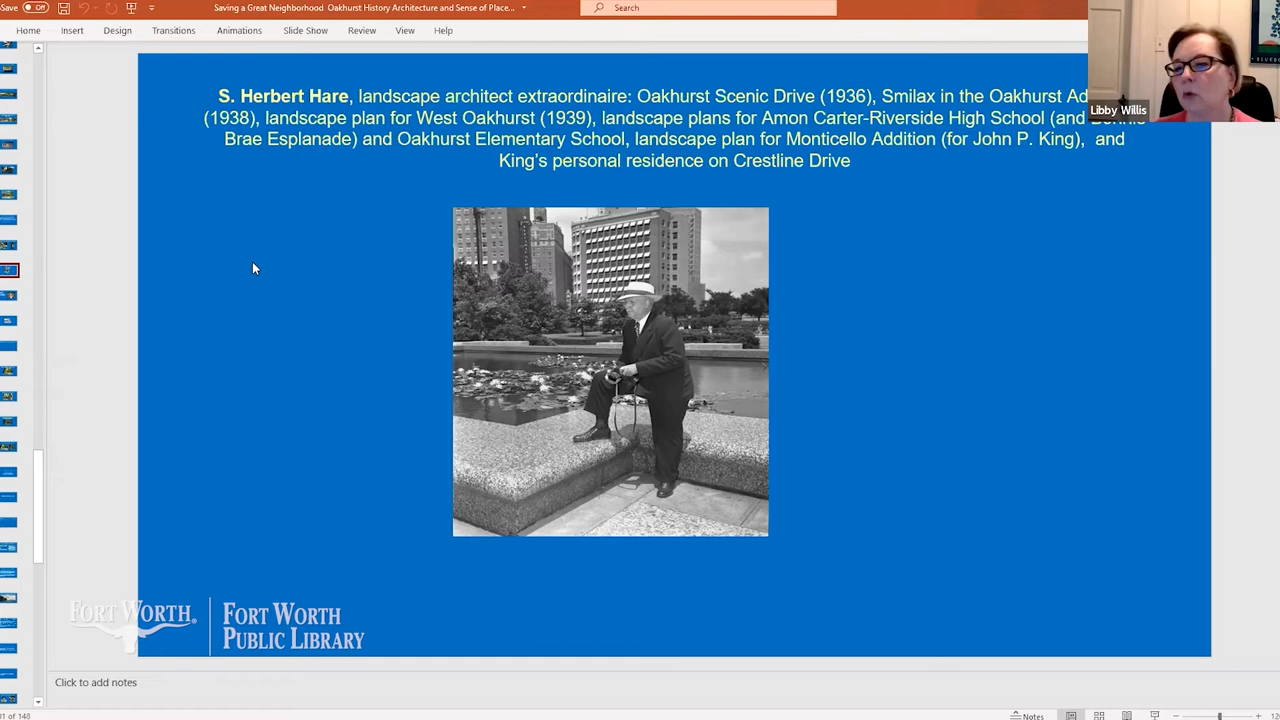 Save Off Saving a Great Neighborhood Oakhurst History Architecture and Sense of Place... Search
Home Insert Design Transitions Animations Slide Show Review View Help
S. Herbert Hare, landscape architect extraordinaire: Oakhurst Scenic Drive (1936), Smilax in the Oakhurst Ad
(1938), landscape plan for West Oakhurst (1939), landscape plans for Amon Carter-Riverside High School (and Bonnie
Brae Esplanade) and Oakhurst Elementary School, landscape plan for Monticello Addition (for John P. King), and
King's personal residence on Crestline Drive
Libby Willis
FORT WORTH®
FORT WORTH
PUBLIC LIBRARY
Click to add notes
of 148
Notes